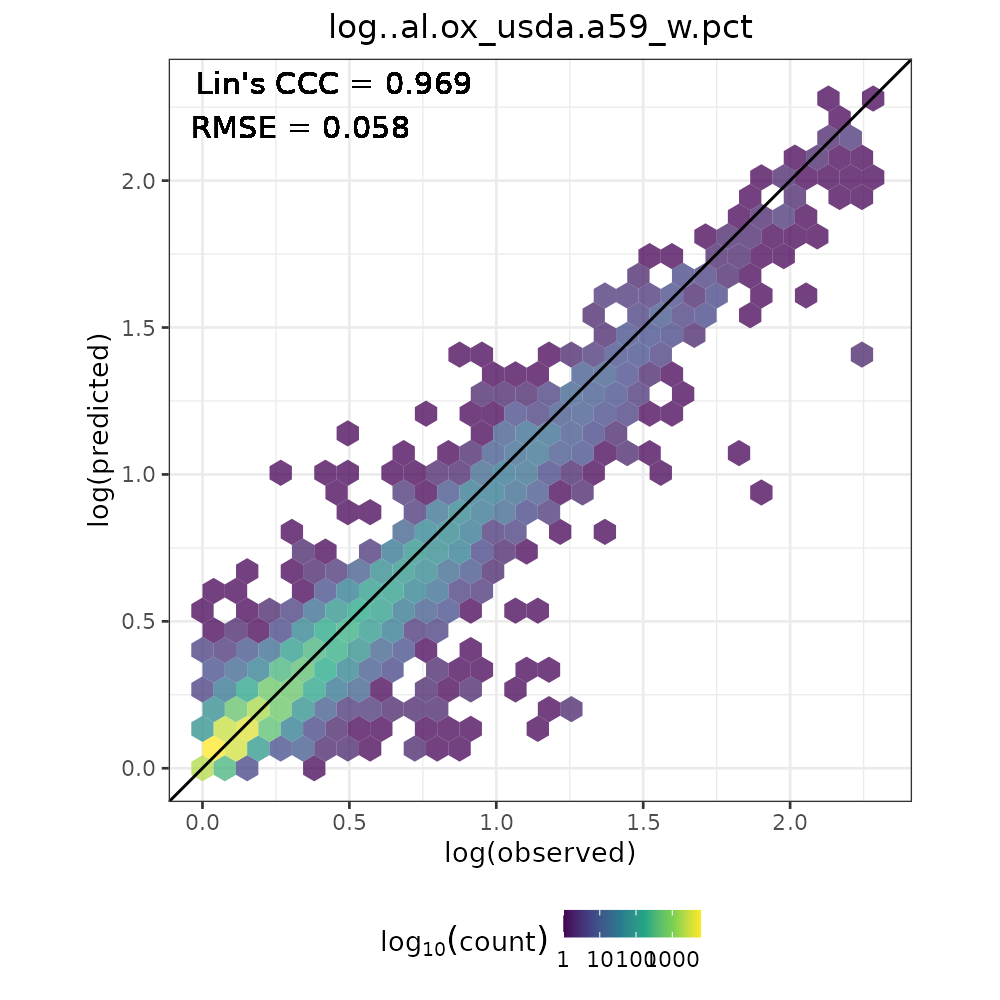 log..al.ox_usda.a59_w.pct
Lin's CCC = 0.969
RMSE = 0.058
log(predicted)
2.0
1.5
1.0
0.5
0.0
0.0 0.5 1.0 1.5 2.0
log(observed)
log10(count)
1 10 100 1000